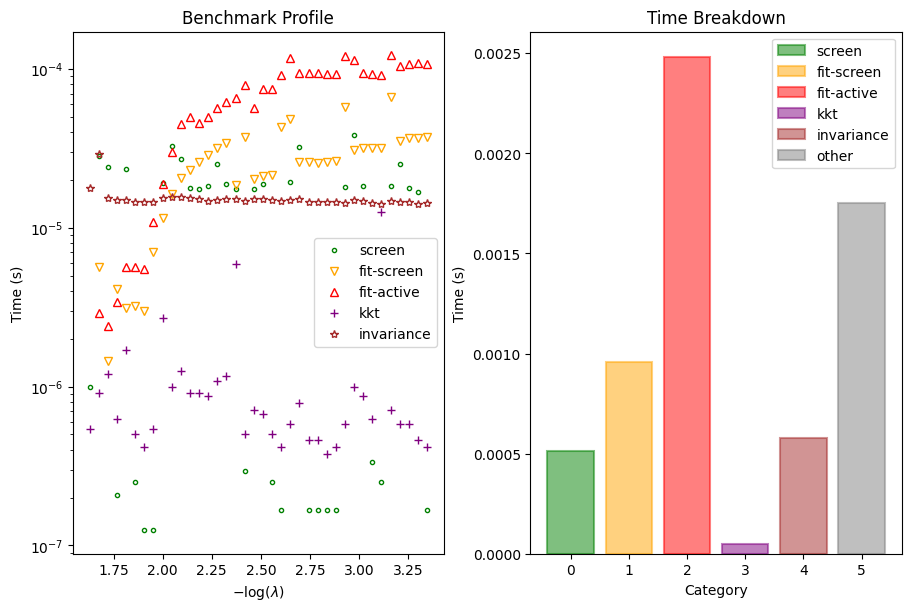 Benchmark Profile
Time (s)
10⁻⁴
10⁻⁵
10⁻⁶
10⁻⁷
screen
fit-screen
fit-active
kkt
invariance
1.75 2.00 2.25 2.50 2.75 3.00 3.25
−log(λ)
Time Breakdown
Time (s)
0.0025
0.0020
0.0015
0.0010
0.0005
0.0000
screen
fit-screen
fit-active
kkt
invariance
other
0 1 2 3 4 5
Category